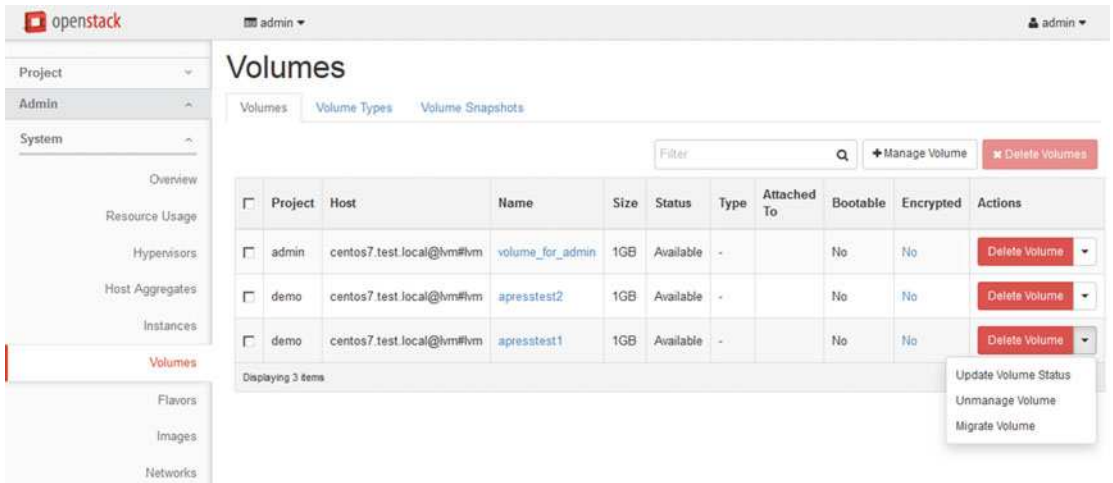 openstack
admin
admin
Project
Admin
System
Overview
Resource Usage
Hypervisors
Host Aggregates
Instances
Volumes
Flavors
Images
Networks
Volumes
Volumes Volume Types Volume Snapshots
Filter
Manage Volume
Delete Volumes
Project Host Name Size Status Type Attached To Bootable Encrypted Actions
admin centos7.test.local@lvm#lvm volume_for_admin 1GB Available - No No Delete Volume
demo centos7.test.local@lvm#lvm apresstest2 1GB Available - No No Delete Volume
demo centos7.test.local@lvm#lvm apresstest1 1GB Available - No No Delete Volume
Displaying 3 items
Update Volume Status
Unmanage Volume
Migrate Volume